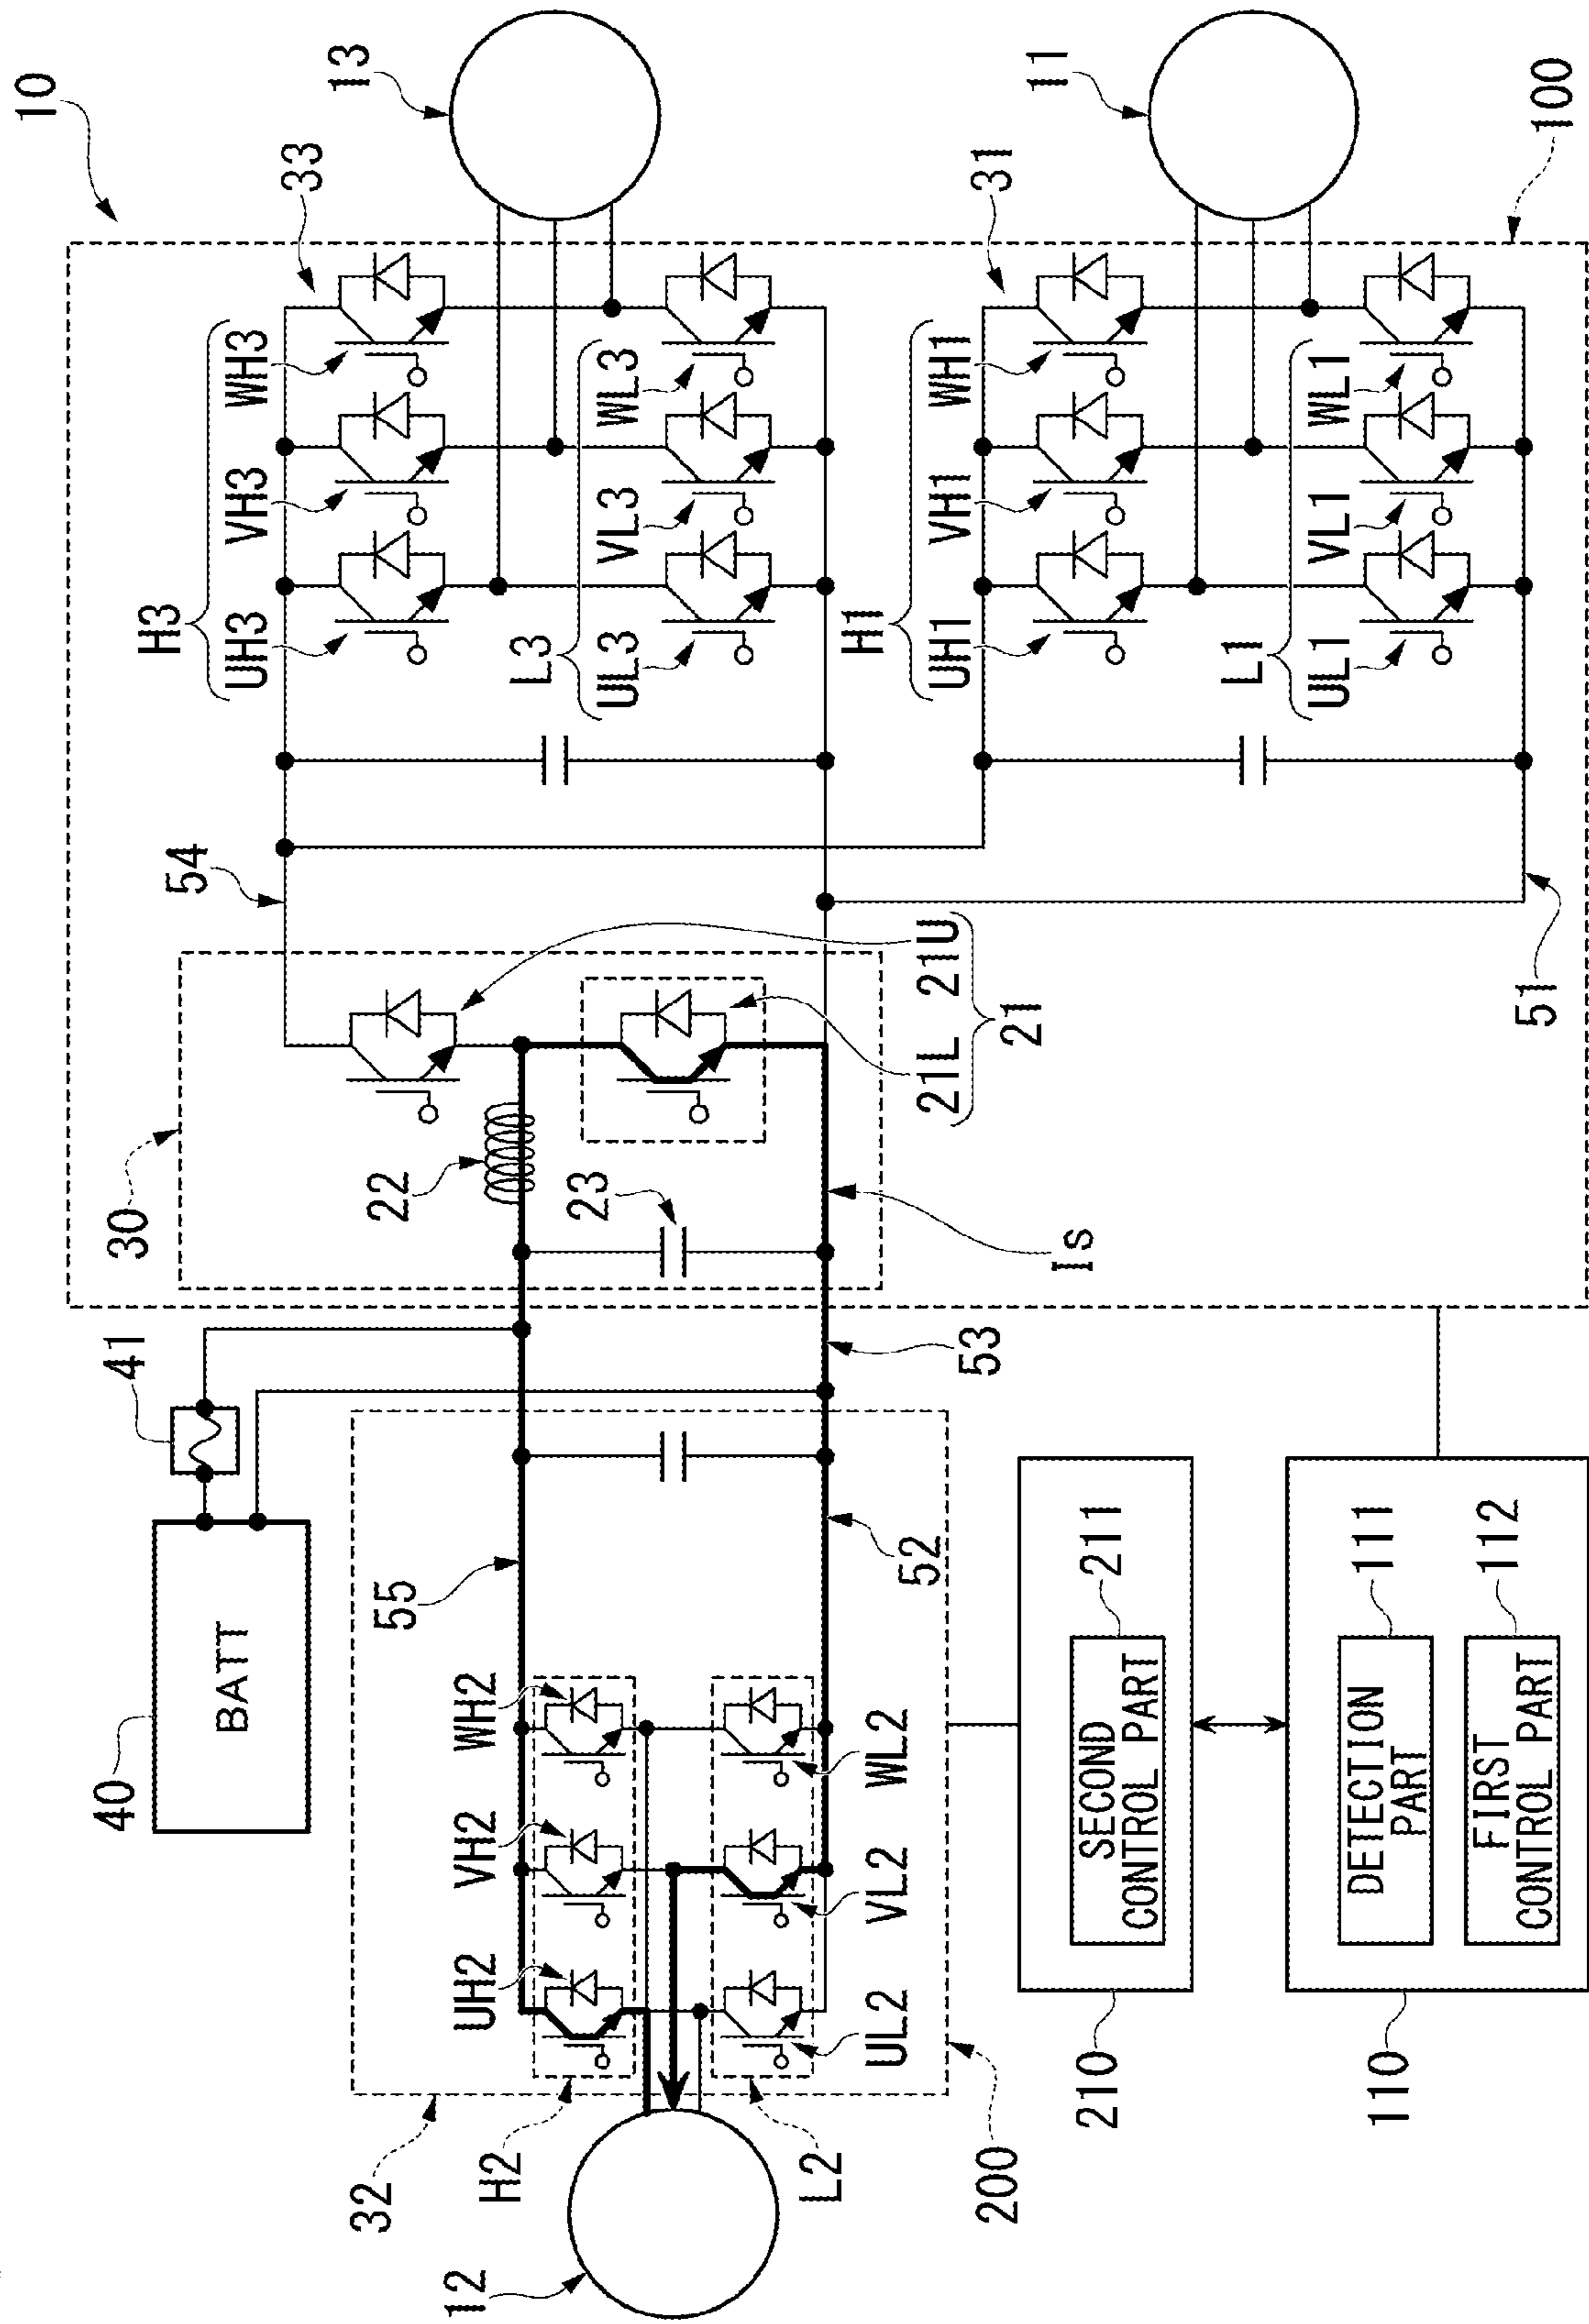 10
13
11
33
31
100
H3
UH3 VH3 WH3
L3
UL3 VL3 WL3
H1
UH1 VH1 WH1
L1
UL1 VL1 WL1
54
51
30
22
23
21L 21U
21
Is
41
53
40
BATT
55
52
UH2 VH2 WH2
UL2 VL2 WL2
H2
L2
32
200
12
210
SECOND
CONTROL PART
211
110
DETECTION
PART
111
FIRST
CONTROL PART
112